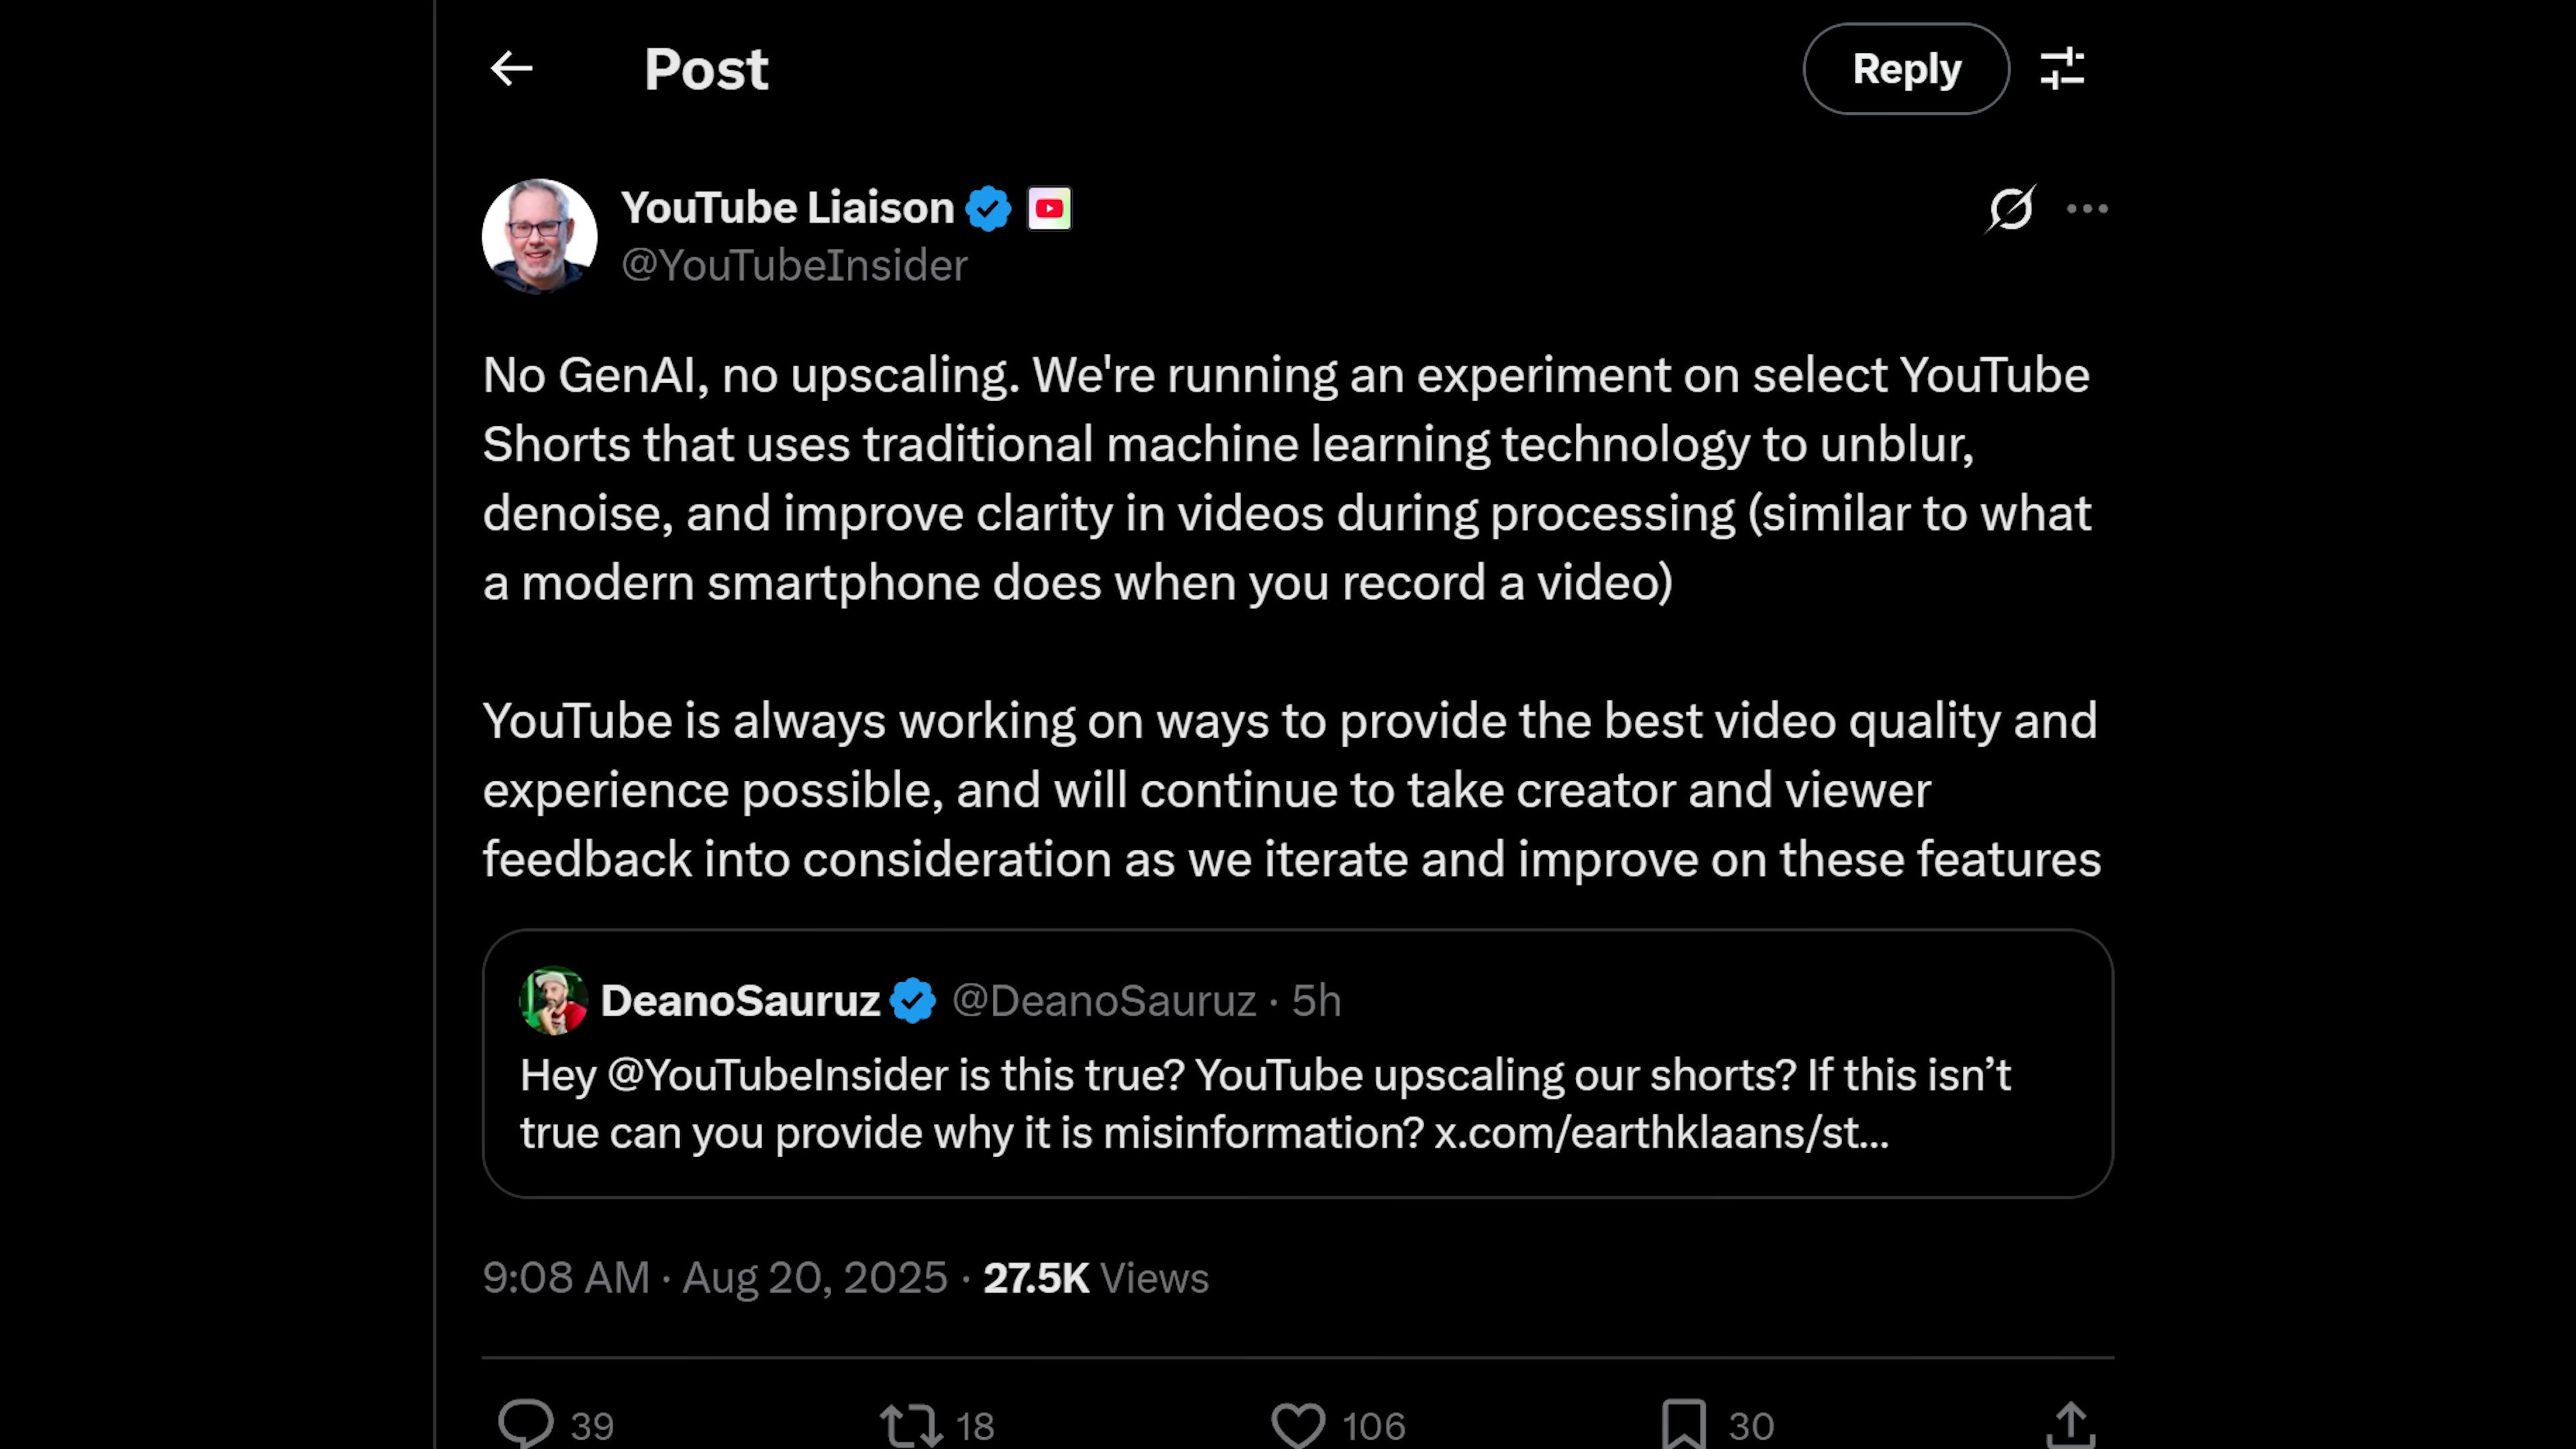 Post
Reply
YouTube Liaison
@YouTubeInsider
No GenAI, no upscaling. We're running an experiment on select YouTube
Shorts that uses traditional machine learning technology to unblur,
denoise, and improve clarity in videos during processing (similar to what
a modern smartphone does when you record a video)
YouTube is always working on ways to provide the best video quality and
experience possible, and will continue to take creator and viewer
feedback into consideration as we iterate and improve on these features
DeanoSauruz @DeanoSauruz · 5h
Hey @YouTubeInsider is this true? YouTube upscaling our shorts? If this isn’t
true can you provide why it is misinformation? x.com/earthklaans/st...
9:08 AM · Aug 20, 2025 · 27.5K Views
39 18 106 30